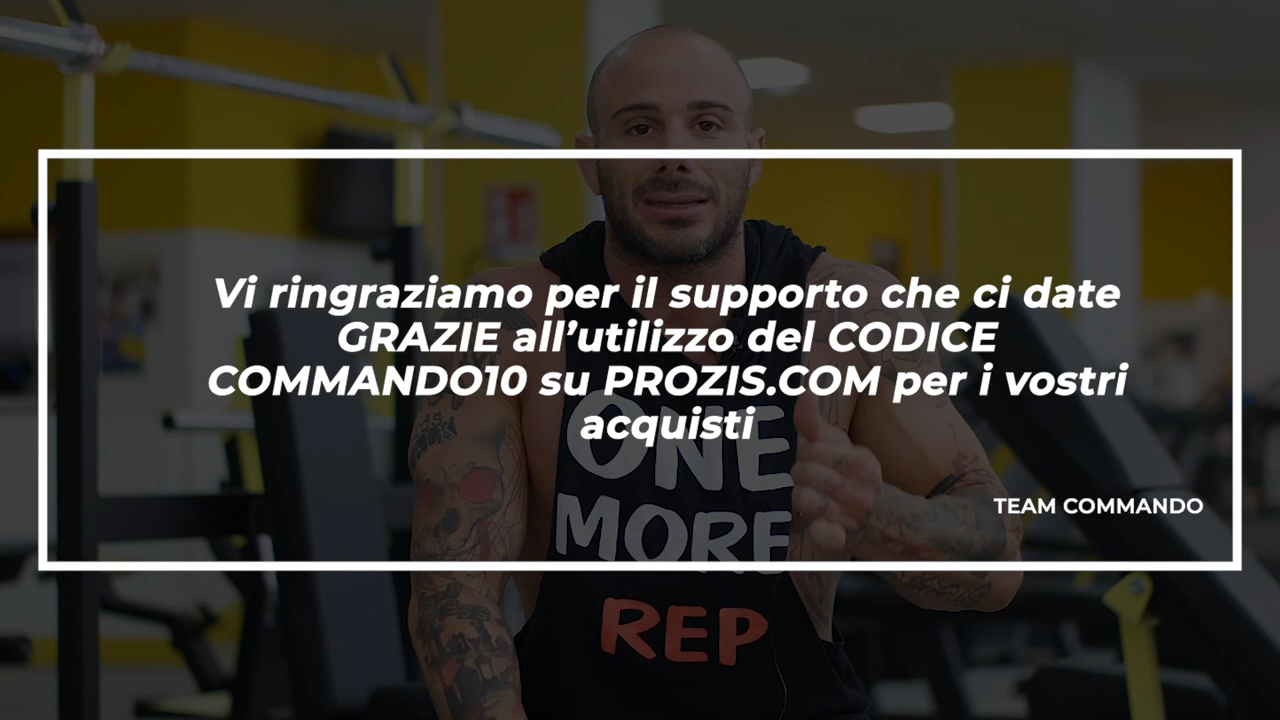 Vi ringraziamo per il supporto che ci date
GRAZIE all’utilizzo del CODICE
COMMANDO10 su PROZIS.COM per i vostri
acquisti
TEAM COMMANDO
ONE
MORE
REP